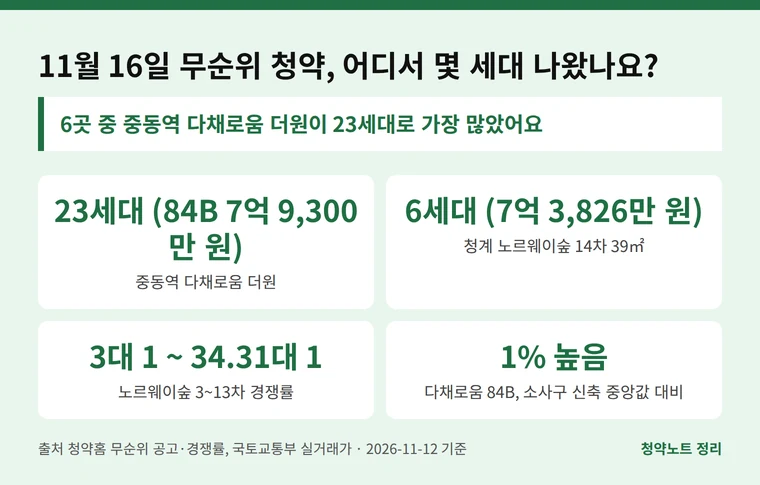 11월 16일 무순위 청약, 어디서 몇 세대 나왔나요?
6곳 중 중동역 다채로움 더원이 23세대로 가장 많았어요
23세대 (84B 7억 9,300
만 원)
중동역 다채로움 더원
6세대 (7억 3,826만 원)
청계 노르웨이숲 14차 39㎡
3대 1 ~ 34.31대 1
노르웨이숲 3~13차 경쟁률
1% 높음
다채로움 84B, 소사구 신축 중앙값 대비
출처 청약홈 무순위 공고·경쟁률, 국토교통부 실거래가 · 2026-11-12 기준
청약노트 정리